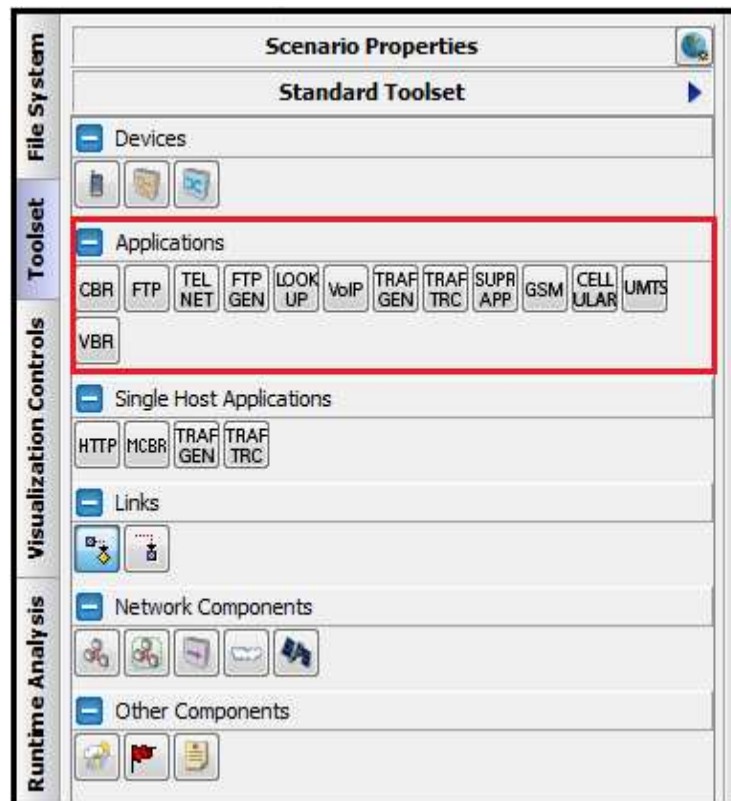 File System
Toolset
Visualization Controls
Runtime Analysis
Scenario Properties
Standard Toolset
Devices
Applications
CBR FTP TEL NET FTP GEN LOOK UP VoIP TRAF GEN TRAF TRC SUPR APP GSM CELL ULAR UMTS
VBR
Single Host Applications
HTTP MCBR TRAF GEN TRAF TRC
Links
Network Components
Other Components